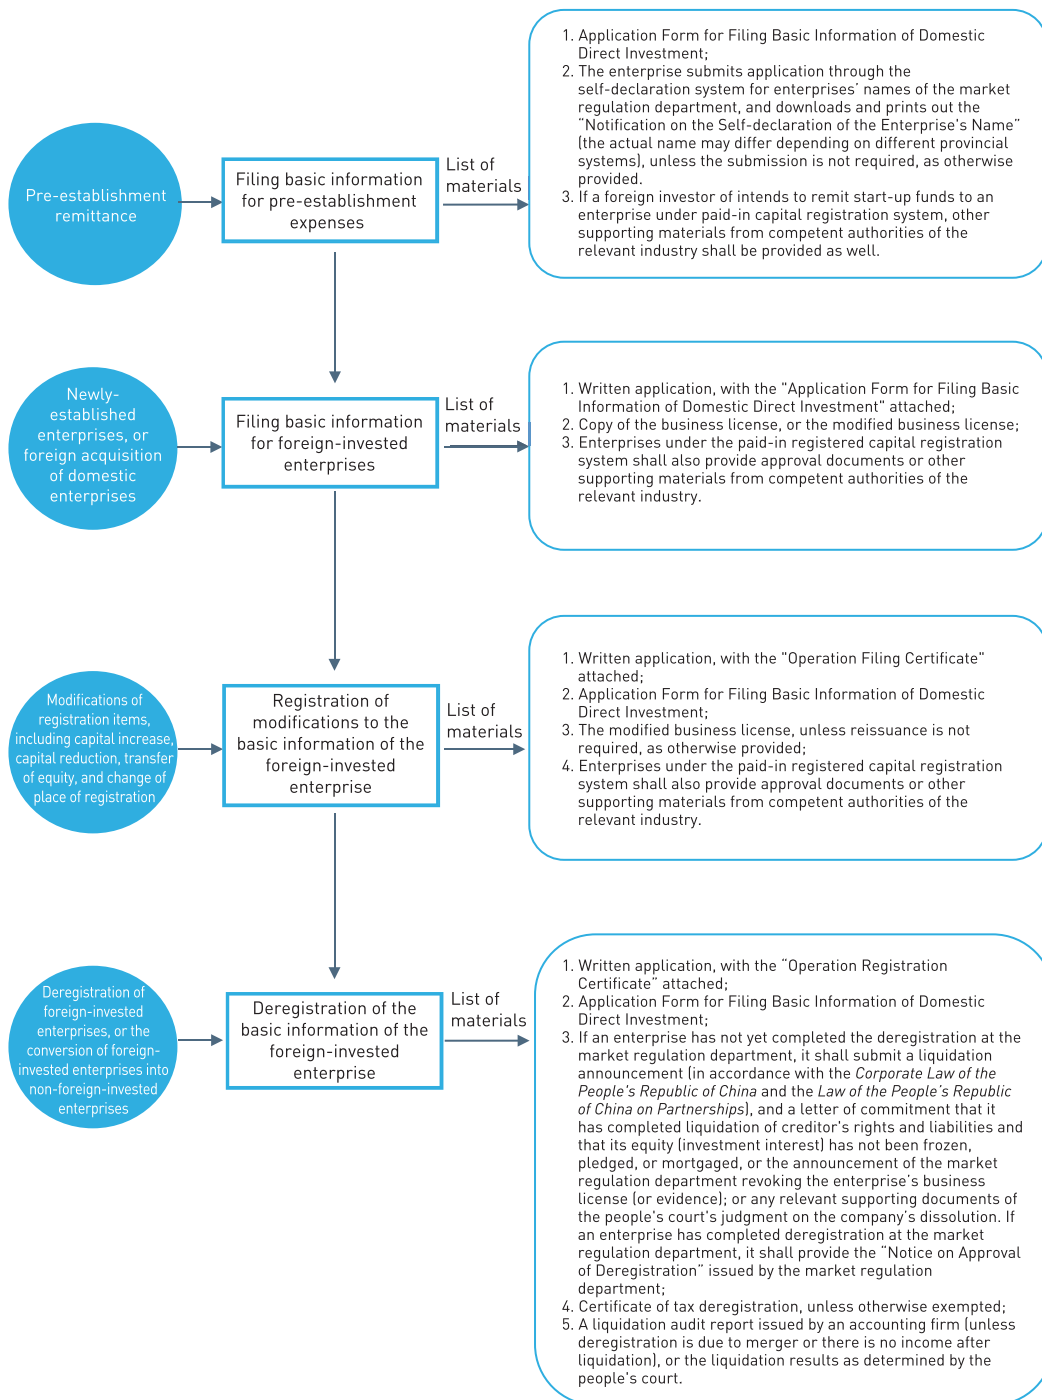 Pre-establishment
remittance
Filing basic information
for pre-establishment
expenses
List of
materials
1. Application Form for Filing Basic Information of Domestic
Direct Investment;
2. The enterprise submits application through the
self-declaration system for enterprises' names of the market
regulation department, and downloads and prints out the
“Notification on the Self-declaration of the Enterprise's Name”
(the actual name may differ depending on different provincial
systems), unless the submission is not required, as otherwise
provided.
3. If a foreign investor of intends to remit start-up funds to an
enterprise under paid-in capital registration system, other
supporting materials from competent authorities of the
relevant industry shall be provided as well.
Newly-
established
enterprises, or
foreign acquisition
of domestic
enterprises
Filing basic information
for foreign-invested
enterprises
List of
materials
1. Written application, with the "Application Form for Filing Basic
Information of Domestic Direct Investment" attached;
2. Copy of the business license, or the modified business license;
3. Enterprises under the paid-in registered capital registration
system shall also provide approval documents or other
supporting materials from competent authorities of the
relevant industry.
Modifications of
registration items,
including capital increase,
capital reduction, transfer
of equity, and change of
place of registration
Registration of
modifications to the
basic information of the
foreign-invested
enterprise
List of
materials
1. Written application, with the "Operation Filing Certificate"
attached;
2. Application Form for Filing Basic Information of Domestic
Direct Investment;
3. The modified business license, unless reissuance is not
required, as otherwise provided;
4. Enterprises under the paid-in registered capital registration
system shall also provide approval documents or other
supporting materials from competent authorities of the
relevant industry.
Deregistration of
foreign-invested
enterprises, or the
conversion of foreign-
invested enterprises into
non-foreign-invested
enterprises
Deregistration of the
basic information of the
foreign-invested
enterprise
List of
materials
1. Written application, with the “Operation Registration
Certificate” attached;
2. Application Form for Filing Basic Information of Domestic
Direct Investment;
3. If an enterprise has not yet completed the deregistration at the
market regulation department, it shall submit a liquidation
announcement (in accordance with the Corporate Law of the
People's Republic of China and the Law of the People's Republic
of China on Partnerships), and a letter of commitment that it
has completed liquidation of creditor's rights and liabilities and
that its equity (investment interest) has not been frozen,
pledged, or mortgaged, or the announcement of the market
regulation department revoking the enterprise's business
license (or evidence); or any relevant supporting documents of
the people's court's judgment on the company's dissolution. If
an enterprise has completed deregistration at the market
regulation department, it shall provide the “Notice on Approval
of Deregistration” issued by the market regulation
department;
4. Certificate of tax deregistration, unless otherwise exempted;
5. A liquidation audit report issued by an accounting firm (unless
deregistration is due to merger or there is no income after
liquidation), or the liquidation results as determined by the
people's court.